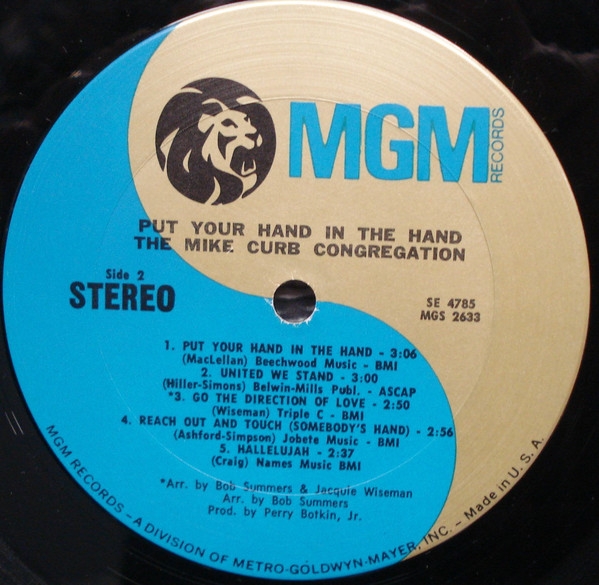 MGM
RECORDS
PUT YOUR HAND IN THE HAND
THE MIKE CURB CONGREGATION
Side 2
STEREO
SE 4785
MGS 2633
1. PUT YOUR HAND IN THE HAND - 3:06
(MacLellan) Beechwood Music - BMI
2. UNITED WE STAND - 3:00
(Hiller-Simons) Belwin-Mills Publ. - ASCAP
*3. GO THE DIRECTION OF LOVE - 2:50
(Wiseman) Triple C - BMI
4. REACH OUT AND TOUCH (SOMEBODY'S HAND) - 2:56
(Ashford-Simpson) Jobete Music - BMI
5. HALLELUJAH - 2:37
(Craig) Names Music BMI
*Arr. by Bob Summers & Jacquie Wiseman
Arr. by Bob Summers
Prod. by Perry Botkin, Jr.
MGM RECORDS - A DIVISION OF METRO-GOLDWYN-MAYER, INC. - Made in U. S. A.